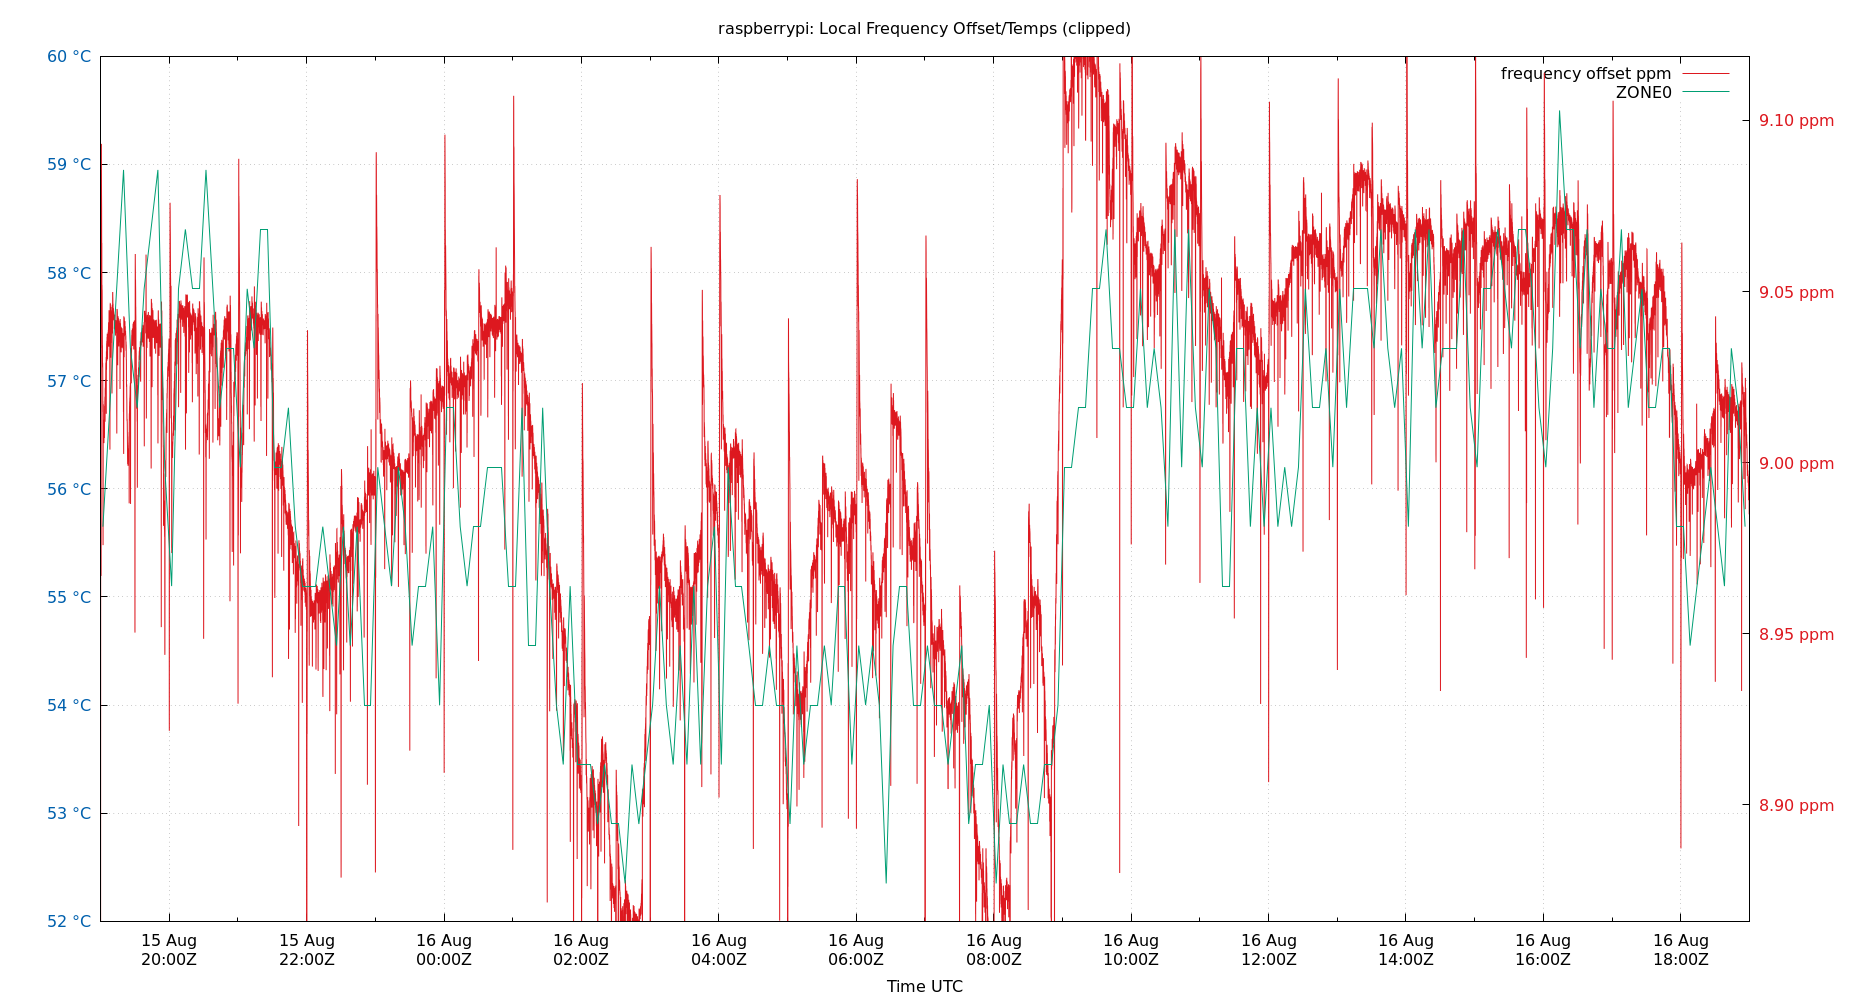 raspberrypi: Local Frequency Offset/Temps (clipped)
60 °C
59 °C
58 °C
57 °C
56 °C
55 °C
54 °C
53 °C
52 °C
frequency offset ppm
ZONE0
9.10 ppm
9.05 ppm
9.00 ppm
8.95 ppm
8.90 ppm
15 Aug
20:00Z
15 Aug
22:00Z
16 Aug
00:00Z
16 Aug
02:00Z
16 Aug
04:00Z
16 Aug
06:00Z
16 Aug
08:00Z
16 Aug
10:00Z
16 Aug
12:00Z
16 Aug
14:00Z
16 Aug
16:00Z
16 Aug
18:00Z
Time UTC